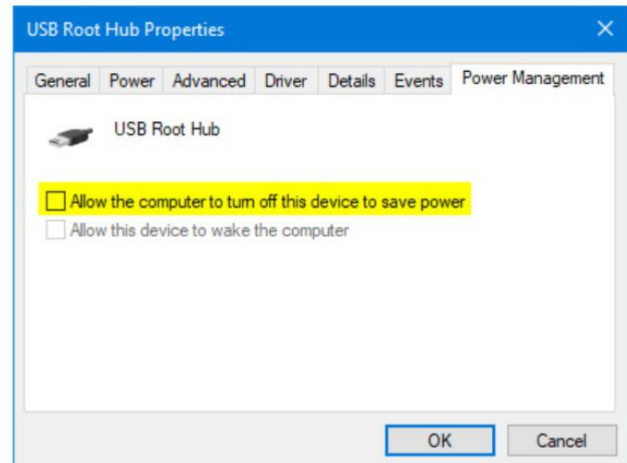 USB Root Hub Properties
General Power Advanced Driver Details Events Power Management
USB Root Hub
Allow the computer to turn off this device to save power
Allow this device to wake the computer
OK Cancel